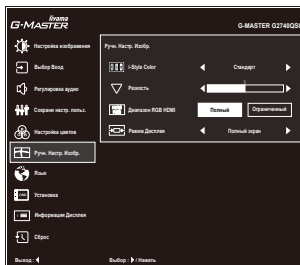 iiyama
G-MASTER
G-MASTER G2740QSU
Настройка изображения
Выбор Вход
Регулировка аудио
Сохрани настр. польз.
Настройка цветов
Ручн. Настр. Изобр.
Язык
Установка
Информация Дисплея
Сброс
Ручн. Настр. Изобр.
i-Style Color
Стандарт
Резкость
Диапазон RGB HDMI
Полный
Ограниченный
Режим Дисплея
Полный экран
Выход :
Выбор : / Нажать